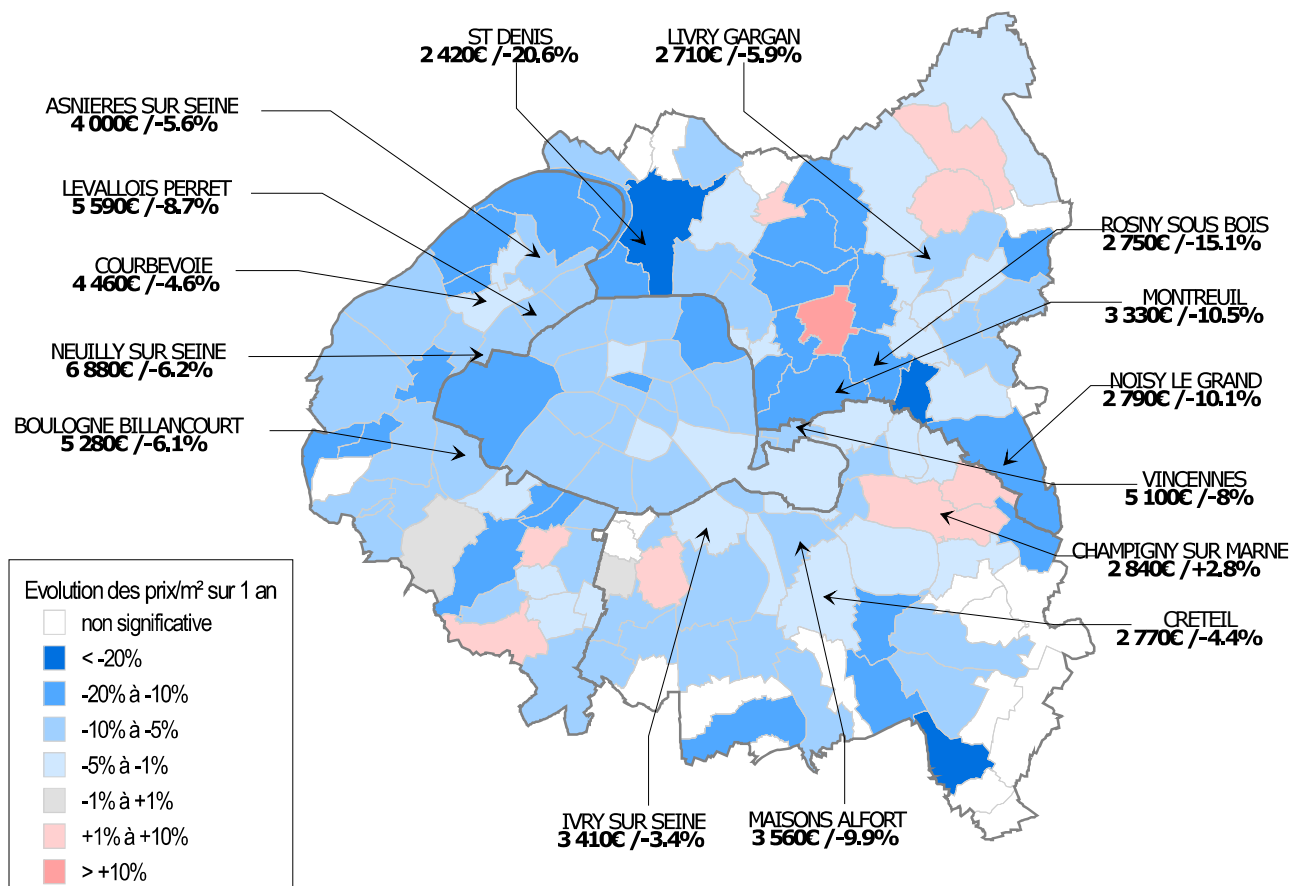 ST DENIS
2 420€ /-20.6%
LIVRY GARGAN
2 710€ /-5.9%
ASNIERES SUR SEINE
4 000€ /-5.6%
LEVALLOIS PERRET
5 590€ /-8.7%
COURBEVOIE
4 460€ /-4.6%
NEUILLY SUR SEINE
6 880€ /-6.2%
BOULOGNE BILLANCOURT
5 280€ /-6.1%
ROSNY SOUS BOIS
2 750€ /-15.1%
MONTREUIL
3 330€ /-10.5%
NOISY LE GRAND
2 790€ /-10.1%
VINCENNES
5 100€ /-8%
CHAMPIGNY SUR MARNE
2 840€ /+2.8%
CRETEIL
2 770€ /-4.4%
IVRY SUR SEINE
3 410€ /-3.4%
MAISONS ALFORT
3 560€ /-9.9%
Evolution des prix/m² sur 1 an
non significative
< -20%
-20% à -10%
-10% à -5%
-5% à -1%
-1% à +1%
+1% à +10%
> +10%